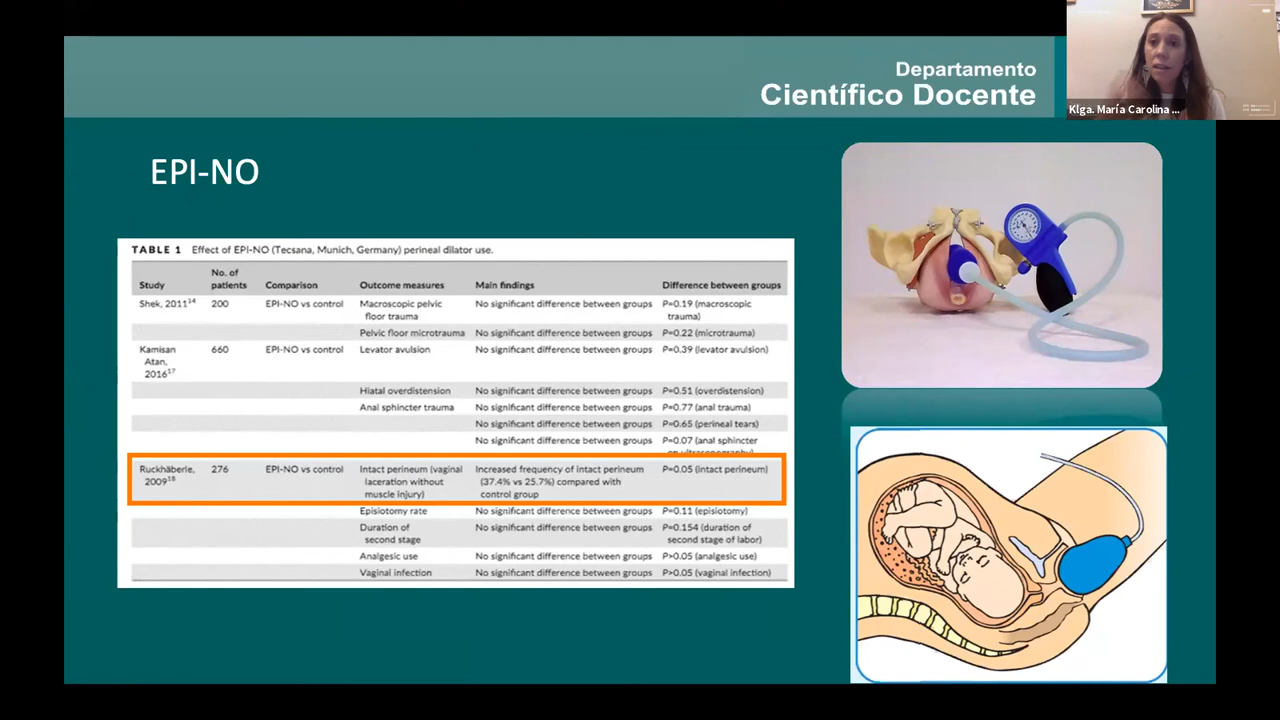 Departamento
Científico Docente
Klga. María Carolina ...
EPI-NO
TABLE 1 Effect of EPI-NO (Tecsana, Munich, Germany) perineal dilator use.
Study No. of patients Comparison Outcome measures Main findings Difference between groups
Shek, 2011¹⁴ 200 EPI-NO vs control Macroscopic pelvic floor trauma No significant difference between groups P=0.19 (macroscopic trauma)
Pelvic floor microtrauma No significant difference between groups P=0.22 (microtrauma)
Kamisan Atan, 2016¹⁷ 660 EPI-NO vs control Levator avulsion No significant difference between groups P=0.39 (levator avulsion)
Hiatal overdistension No significant difference between groups P=0.51 (overdistension)
Anal sphincter trauma No significant difference between groups P=0.77 (anal trauma)
No significant difference between groups P=0.65 (perineal tears)
No significant difference between groups P=0.07 (anal sphincter on ultrasonography)
Ruckhäberle, 2009¹⁸ 276 EPI-NO vs control Intact perineum (vaginal laceration without muscle injury) Increased frequency of intact perineum (37.4% vs 25.7%) compared with control group P=0.05 (intact perineum)
Episiotomy rate No significant difference between groups P=0.11 (episiotomy)
Duration of second stage No significant difference between groups P=0.154 (duration of second stage of labor)
Analgesic use No significant difference between groups P>0.05 (analgesic use)
Vaginal infection No significant difference between groups P>0.05 (vaginal infection)